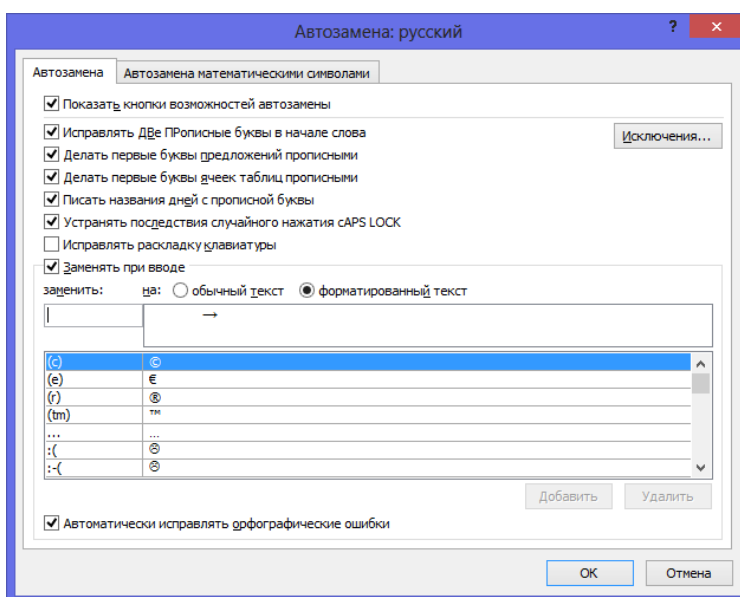 Автозамена: русский
Автозамена Автозамена математическими символами
Показать кнопки возможностей автозамены
Исправлять ДВе ПРописные буквы в начале слова
Исключения...
Делать первые буквы предложений прописными
Делать первые буквы ячеек таблиц прописными
Писать названия дней с прописной буквы
Устранять последствия случайного нажатия cAPS LOCK
Исправлять раскладку клавиатуры
Заменять при вводе
заменить: на: обычный текст форматированный текст
→
(c) ©
(e) €
(r) ®
(tm) ™
... …
:( ☹
:-( ☹
Добавить Удалить
Автоматически исправлять орфографические ошибки
ОК Отмена